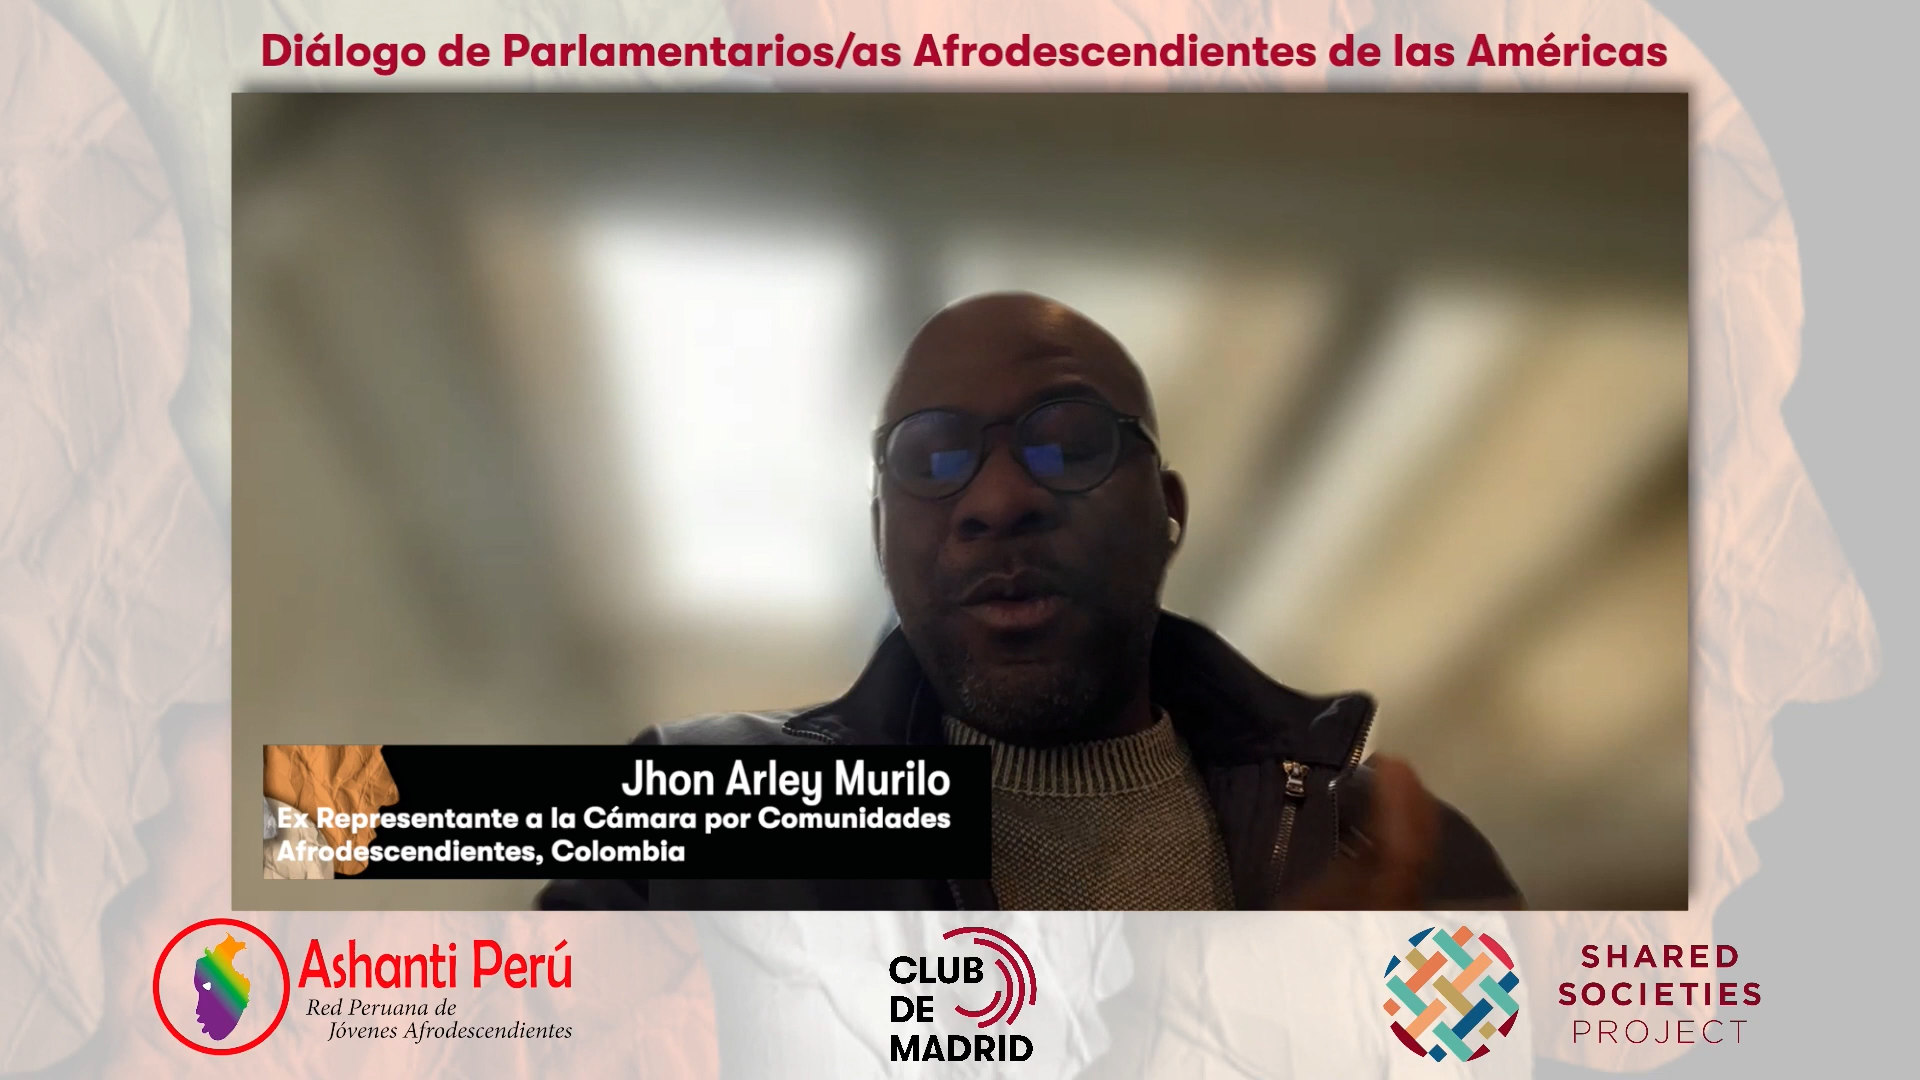 Diálogo de Parlamentarios/as Afrodescendientes de las Américas
Jhon Arley Murilo
Ex Representante a la Cámara por Comunidades
Afrodescendientes, Colombia
Ashanti Perú
Red Peruana de
Jóvenes Afrodescendientes
CLUB
DE
MADRID
SHARED
SOCIETIES
PROJECT